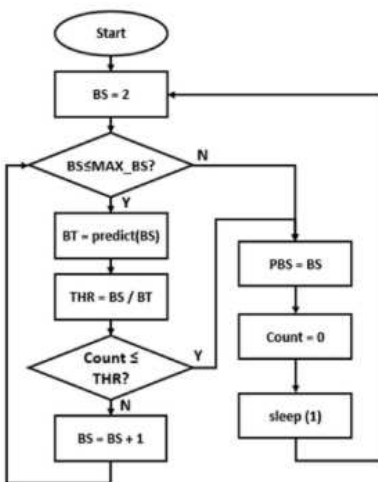 Start
BS = 2
BS≤MAX_BS?
N
Y
BT = predict(BS)
THR = BS / BT
Count ≤
THR?
Y
N
BS = BS + 1
PBS = BS
Count = 0
sleep (1)